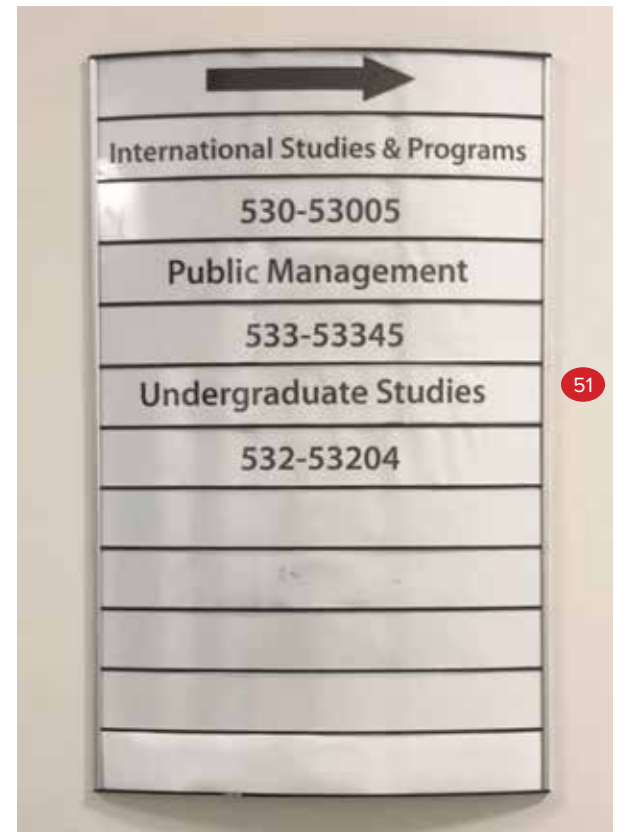 International Studies & Programs
530-53005
Public Management
533-53345
Undergraduate Studies
51
532-53204